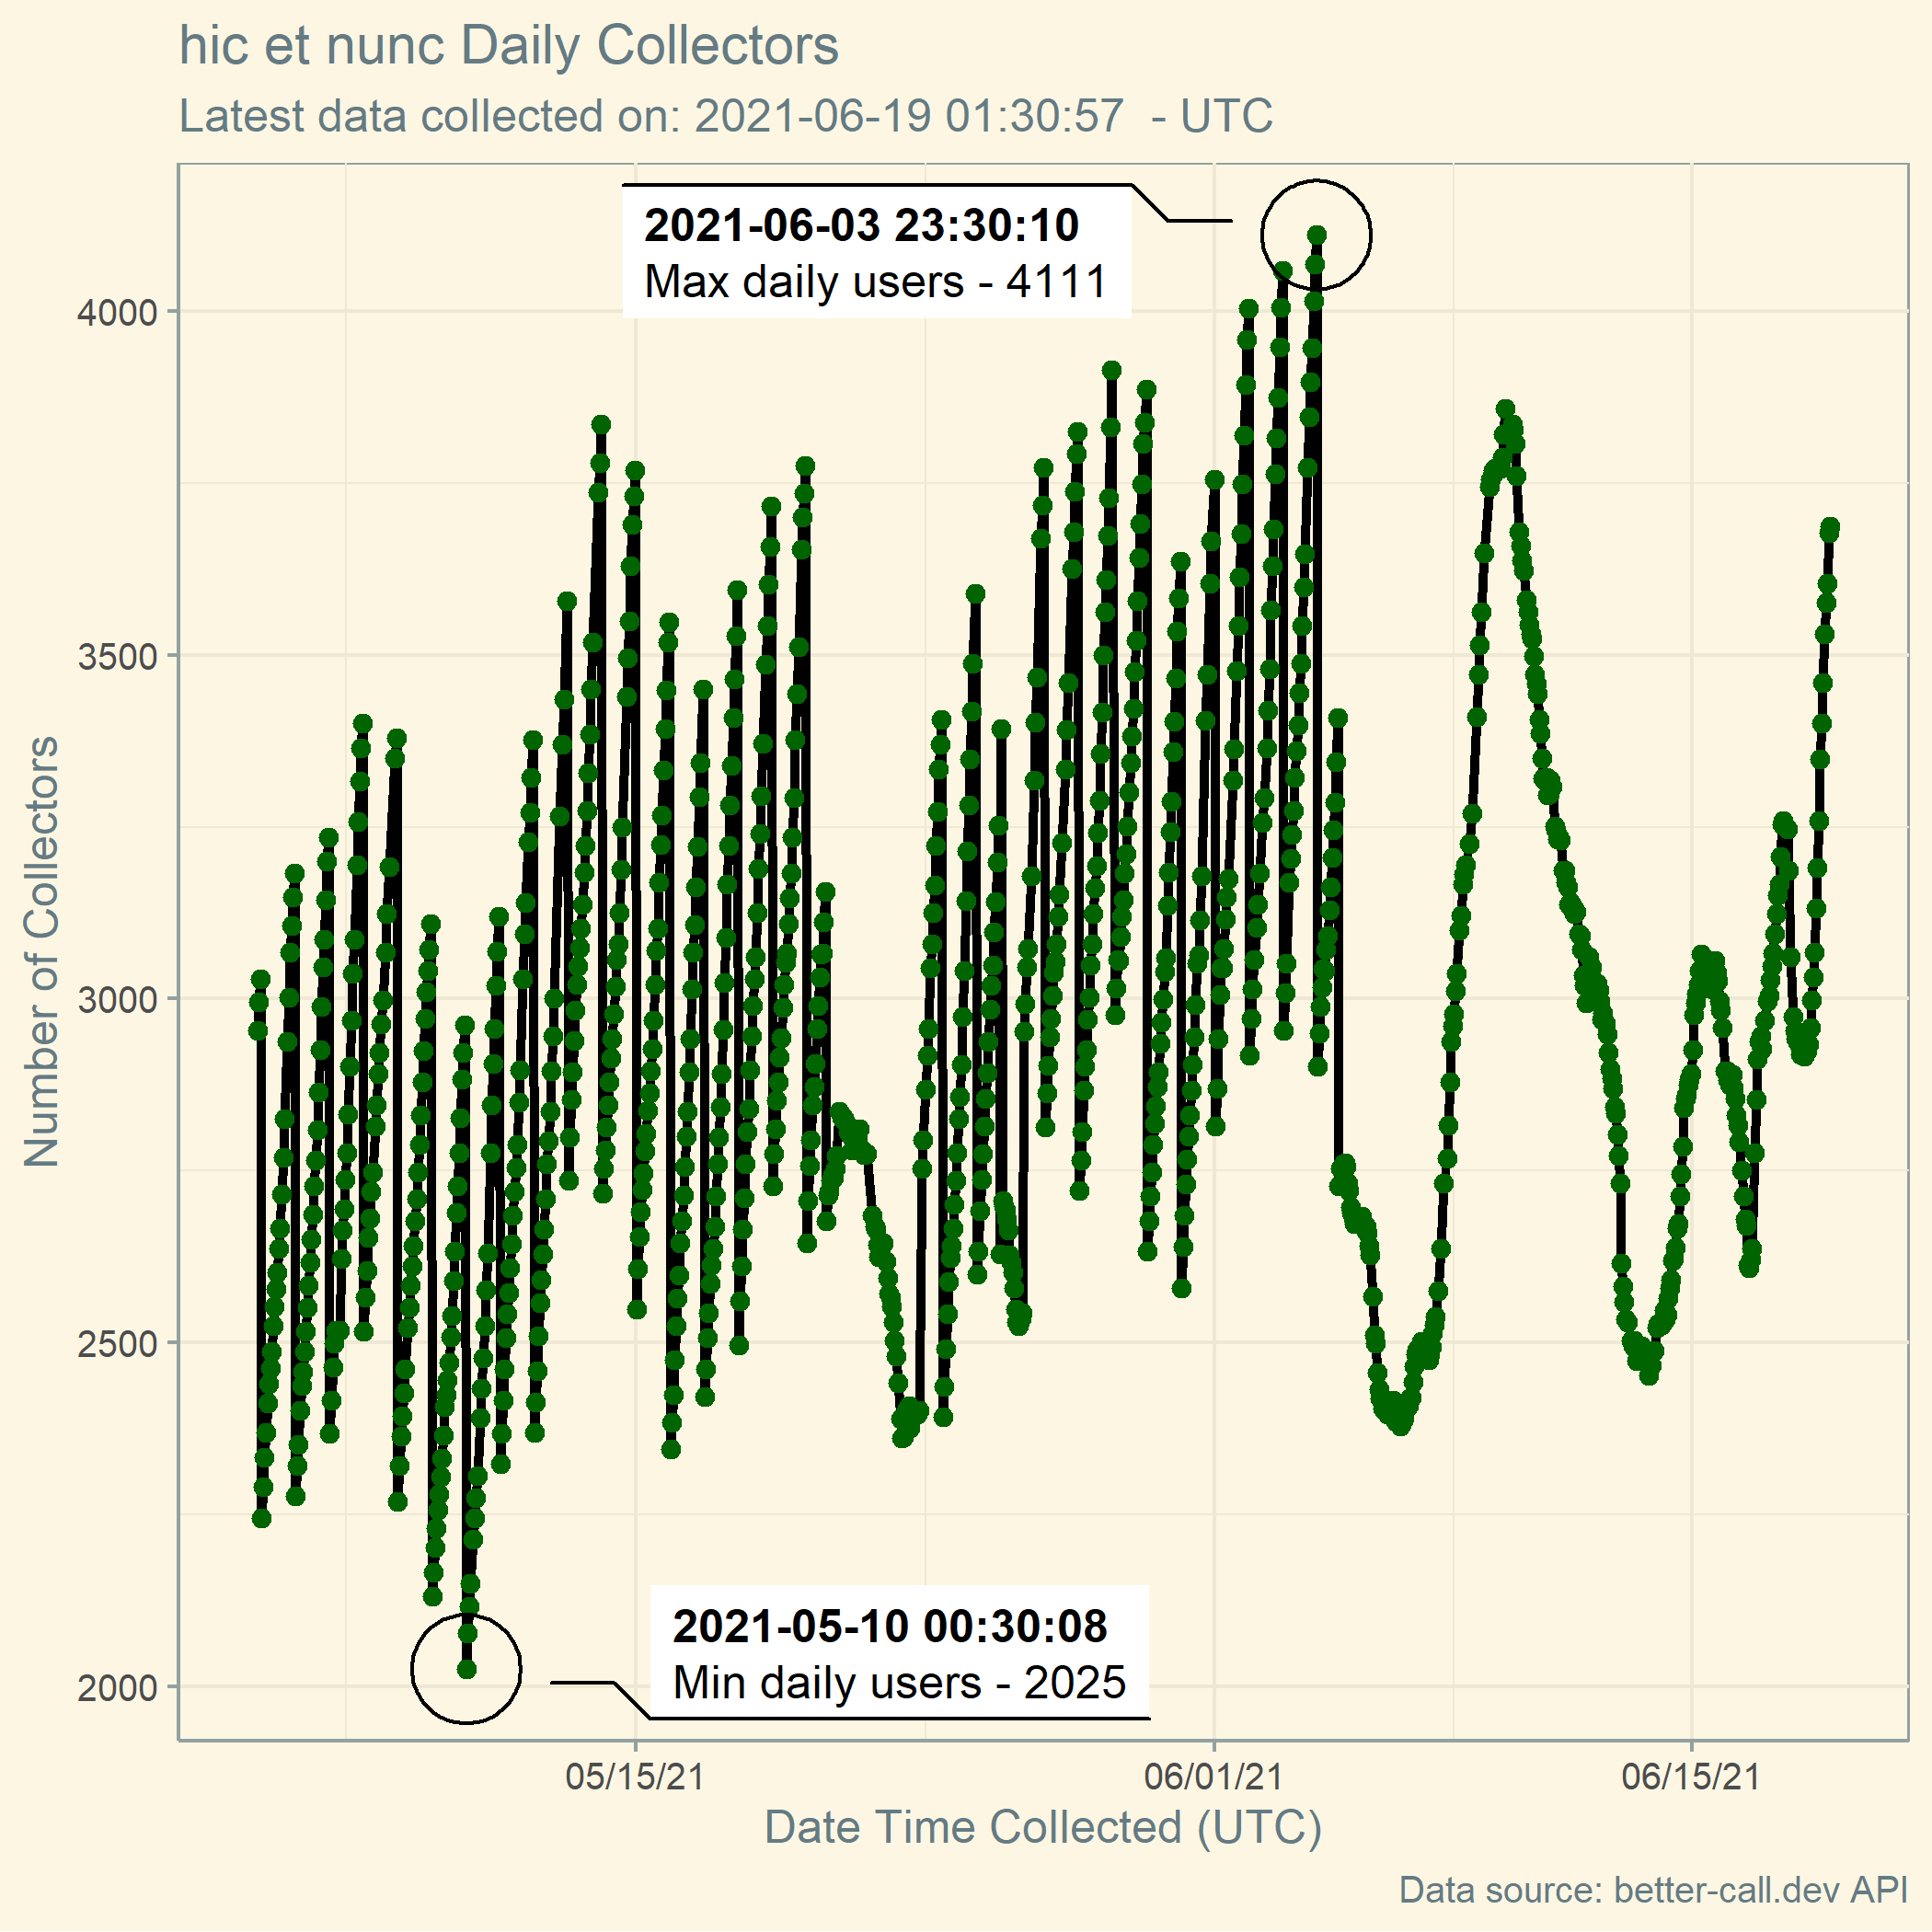 hic et nunc Daily Collectors
Latest data collected on: 2021-06-19 01:30:57  - UTC
2021-06-03 23:30:10
Max daily users - 4111
4000
3500
3000
2500
2000
Number of Collectors
2021-05-10 00:30:08
Min daily users - 2025
05/15/21
06/01/21
06/15/21
Date Time Collected (UTC)
Data source: better-call.dev API